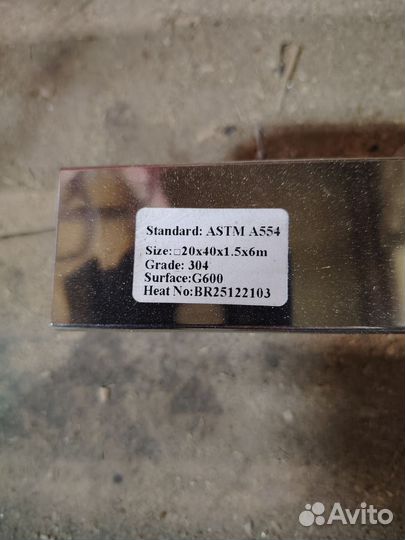 Standard: ASTM A554
Size:□20x40x1.5x6m
Grade: 304
Surface:G600
Heat No:BR25122103
Avito